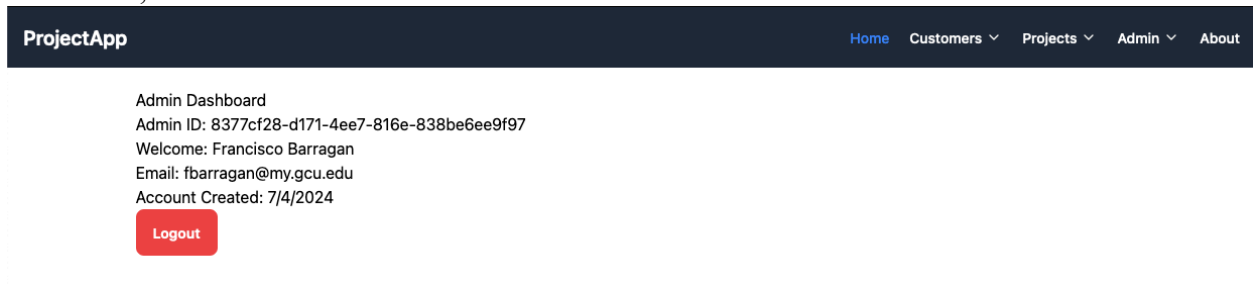 ProjectApp Home Customers Projects Admin About
Admin Dashboard
Admin ID: 8377cf28-d171-4ee7-816e-838be6ee9f97
Welcome: Francisco Barragan
Email: fbarragan@my.gcu.edu
Account Created: 7/4/2024
Logout